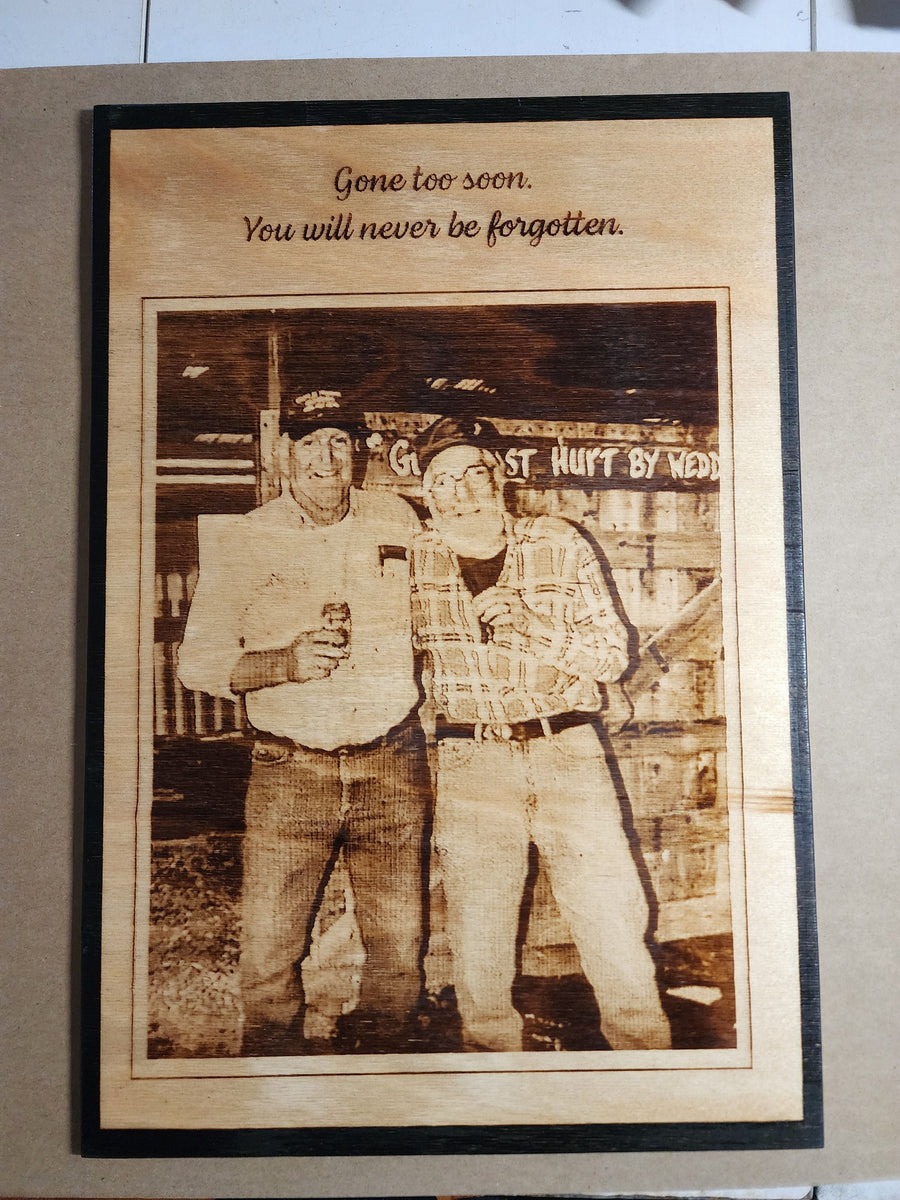 Gone too soon.
You will never be forgotten.
ST HURT BY WEDD